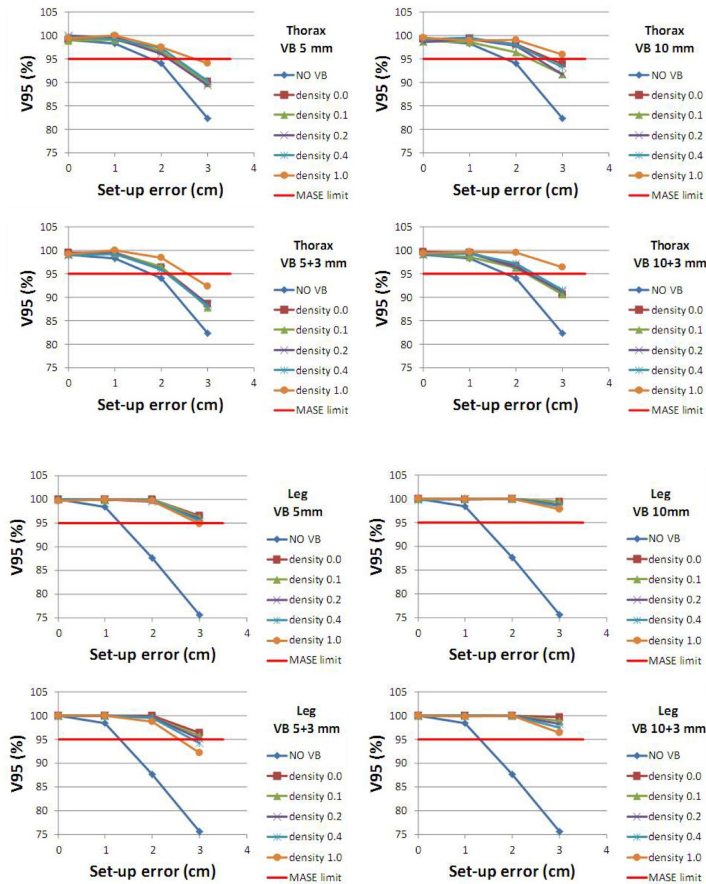 Thorax
VB 5 mm
V95 (%)
105
100
95
90
85
80
75
0 1 2 3 4
Set-up error (cm)
NO VB
density 0.0
density 0.1
density 0.2
density 0.4
density 1.0
MASE limit
Thorax
VB 10 mm
V95 (%)
105
100
95
90
85
80
75
0 1 2 3 4
Set-up error (cm)
NO VB
density 0.0
density 0.1
density 0.2
density 0.4
density 1.0
MASE limit
Thorax
VB 5+3 mm
V95 (%)
105
100
95
90
85
80
75
0 1 2 3 4
Set-up error (cm)
NO VB
density 0.0
density 0.1
density 0.2
density 0.4
density 1.0
MASE limit
Thorax
VB 10+3 mm
V95 (%)
105
100
95
90
85
80
75
0 1 2 3 4
Set-up error (cm)
NO VB
density 0.0
density 0.1
density 0.2
density 0.4
density 1.0
MASE limit
Leg
VB 5mm
V95 (%)
105
100
95
90
85
80
75
0 1 2 3 4
Set-up error (cm)
NO VB
density 0.0
density 0.1
density 0.2
density 0.4
density 1.0
MASE limit
Leg
VB 10mm
V95 (%)
105
100
95
90
85
80
75
0 1 2 3 4
Set-up error (cm)
NO VB
density 0.0
density 0.1
density 0.2
density 0.4
density 1.0
MASE limit
Leg
VB 5+3 mm
V95 (%)
105
100
95
90
85
80
75
0 1 2 3 4
Set-up error (cm)
NO VB
density 0.0
density 0.1
density 0.2
density 0.4
density 1.0
MASE limit
Leg
VB 10+3 mm
V95 (%)
105
100
95
90
85
80
75
0 1 2 3 4
Set-up error (cm)
NO VB
density 0.0
density 0.1
density 0.2
density 0.4
density 1.0
MASE limit